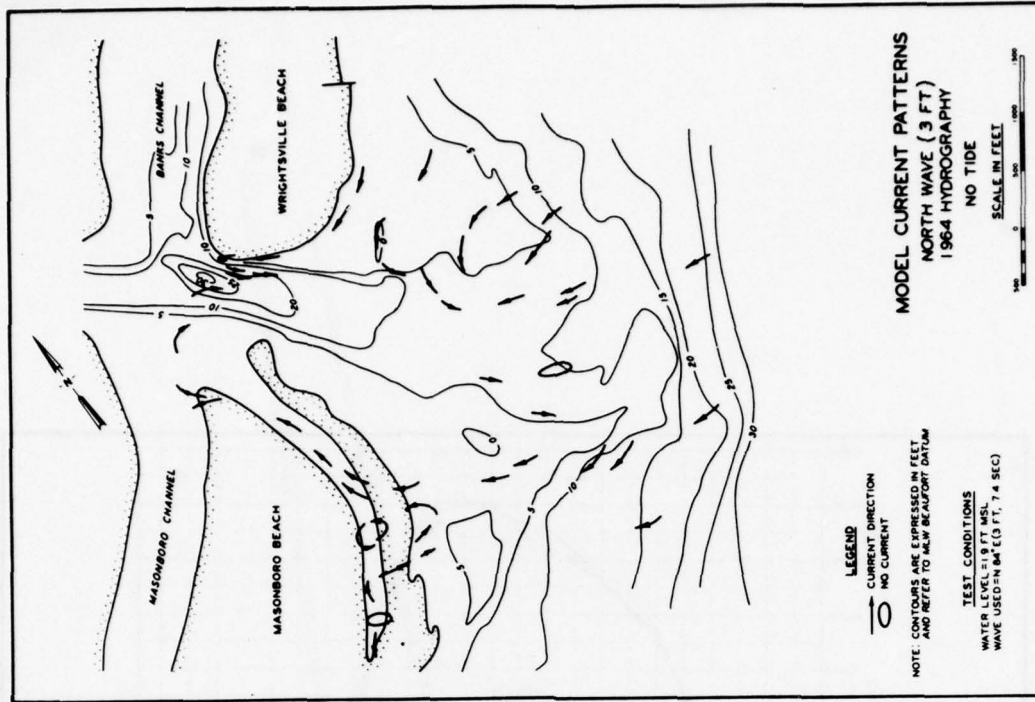 BANKS CHANNEL
WRIGHTSVILLE BEACH
MASONBORO CHANNEL
MASONBORO BEACH
N
5
10
10
20
10
5
5
10
15
20
25
30
0
5
5
10
MODEL CURRENT PATTERNS
NORTH WAVE (3 FT)
1964 HYDROGRAPHY
NO TIDE
SCALE IN FEET
500 0 500 1000 1500
LEGEND
CURRENT DIRECTION
NO CURRENT
NOTE: CONTOURS ARE EXPRESSED IN FEET
AND REFER TO MLW BEAUFORT DATUM
TEST CONDITIONS
WATER LEVEL = 1.9 FT MSL
WAVE USED = N 84° E (3 FT, 7.4 SEC)